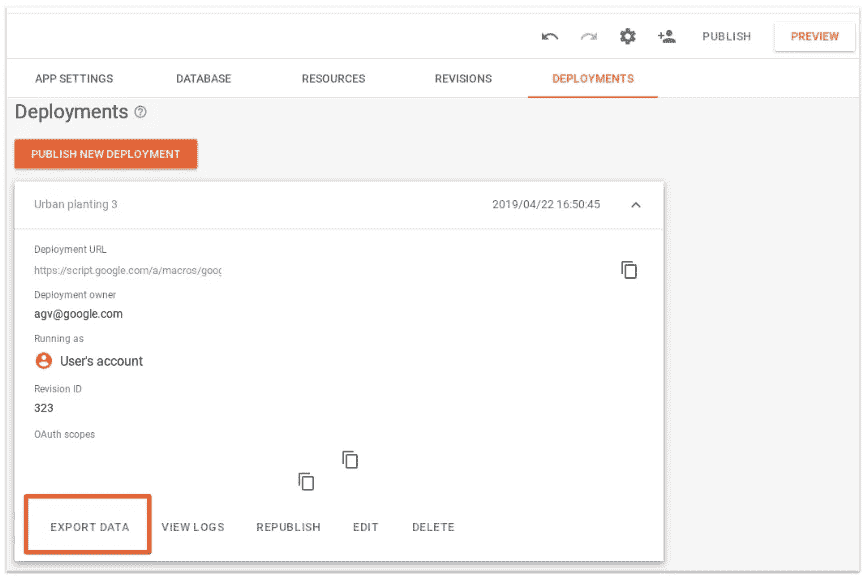 PUBLISH PREVIEW
APP SETTINGS DATABASE RESOURCES REVISIONS DEPLOYMENTS
Deployments
PUBLISH NEW DEPLOYMENT
Urban planting 3 2019/04/22 16:50:45
Deployment URL
https://script.google.com/a/macros/goog
Deployment owner
agv@google.com
Running as
User's account
Revision ID
323
OAuth scopes
EXPORT DATA VIEW LOGS REPUBLISH EDIT DELETE